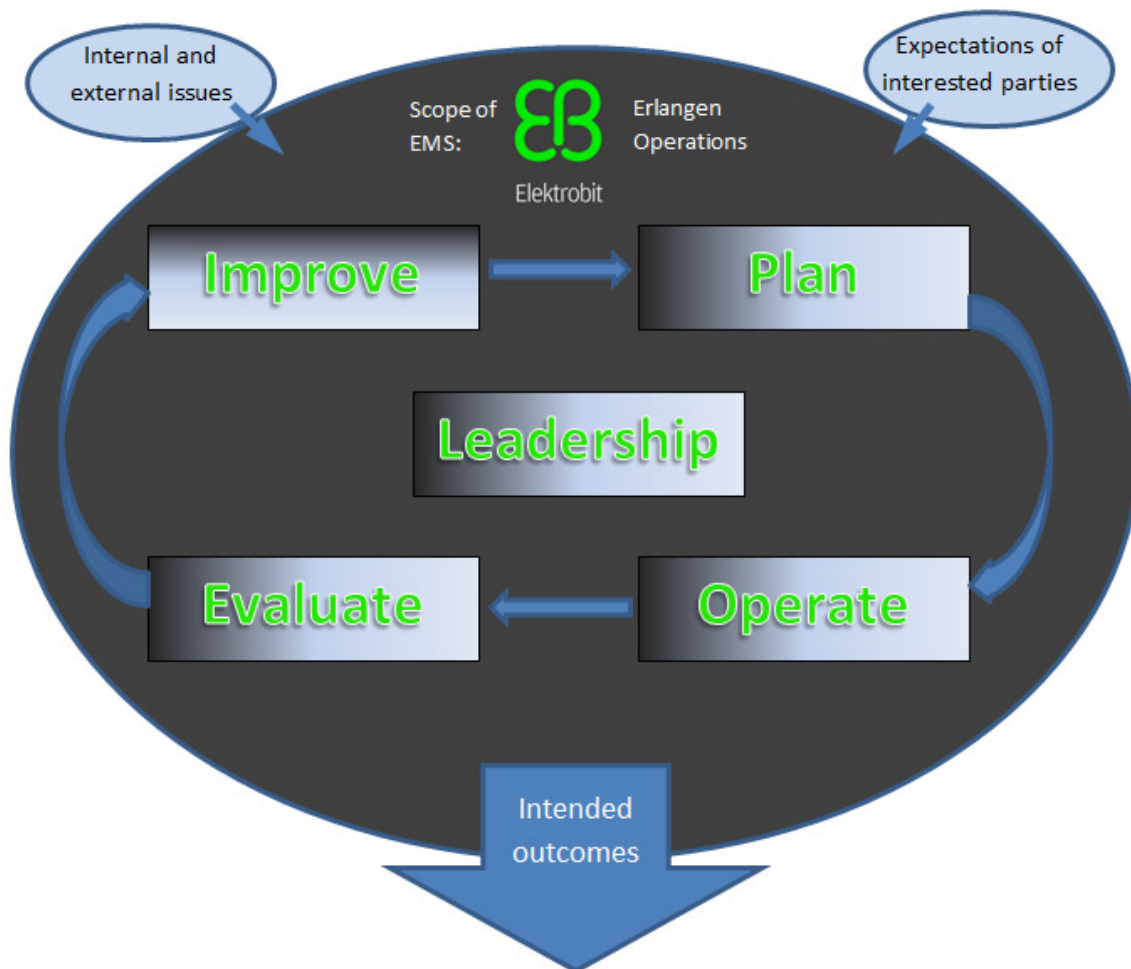 Internal and
external issues
Expectations of
interested parties
Scope of
EMS:
EB
Elektrobit
Erlangen
Operations
Improve
Plan
Leadership
Evaluate
Operate
Intended
outcomes